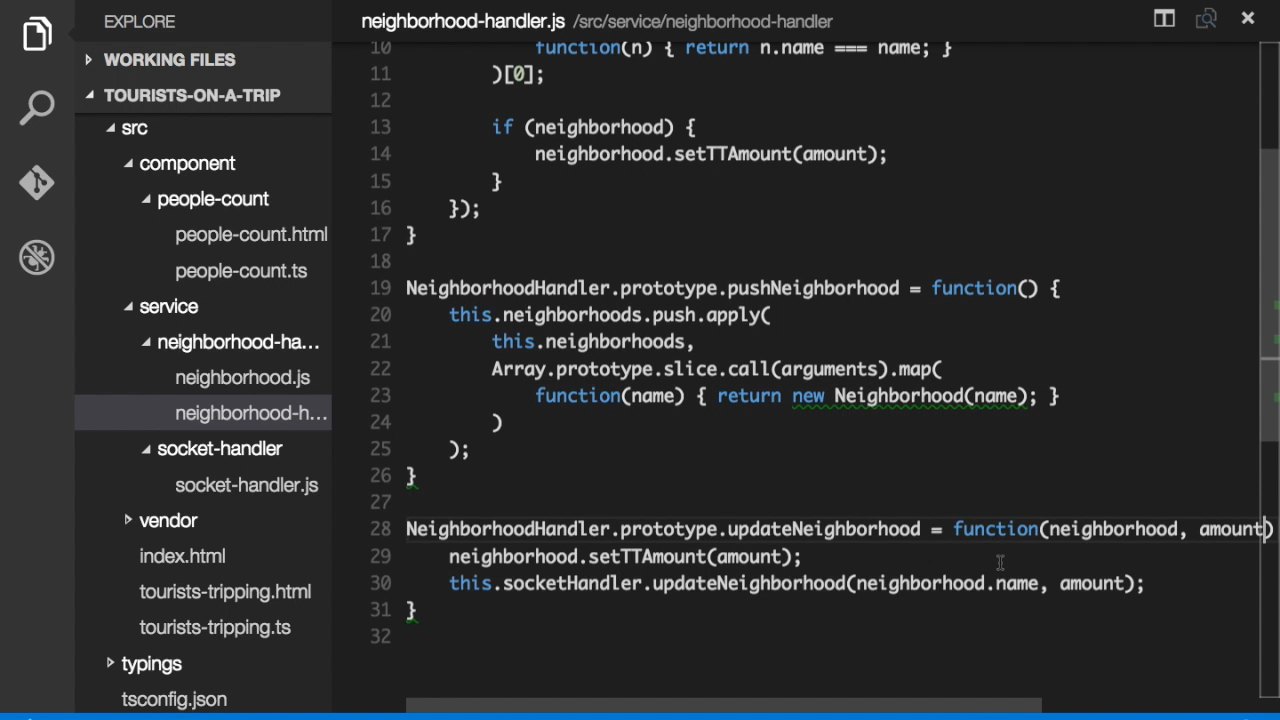 EXPLORE
WORKING FILES
TOURISTS-ON-A-TRIP
src
component
people-count
people-count.html
people-count.ts
service
neighborhood-ha...
neighborhood.js
neighborhood-h...
socket-handler
socket-handler.js
vendor
index.html
tourists-tripping.html
tourists-tripping.ts
typings
tsconfig.json
neighborhood-handler.js /src/service/neighborhood-handler
10 function(n) { return n.name === name; }
11 )[0];
12
13 if (neighborhood) {
14 neighborhood.setTTAmount(amount);
15 }
16 });
17 }
18
19 NeighborhoodHandler.prototype.pushNeighborhood = function() {
20 this.neighborhoods.push.apply(
21 this.neighborhoods,
22 Array.prototype.slice.call(arguments).map(
23 function(name) { return new Neighborhood(name); }
24 )
25 );
26 }
27
28 NeighborhoodHandler.prototype.updateNeighborhood = function(neighborhood, amount)
29 neighborhood.setTTAmount(amount);
30 this.socketHandler.updateNeighborhood(neighborhood.name, amount);
31 }
32